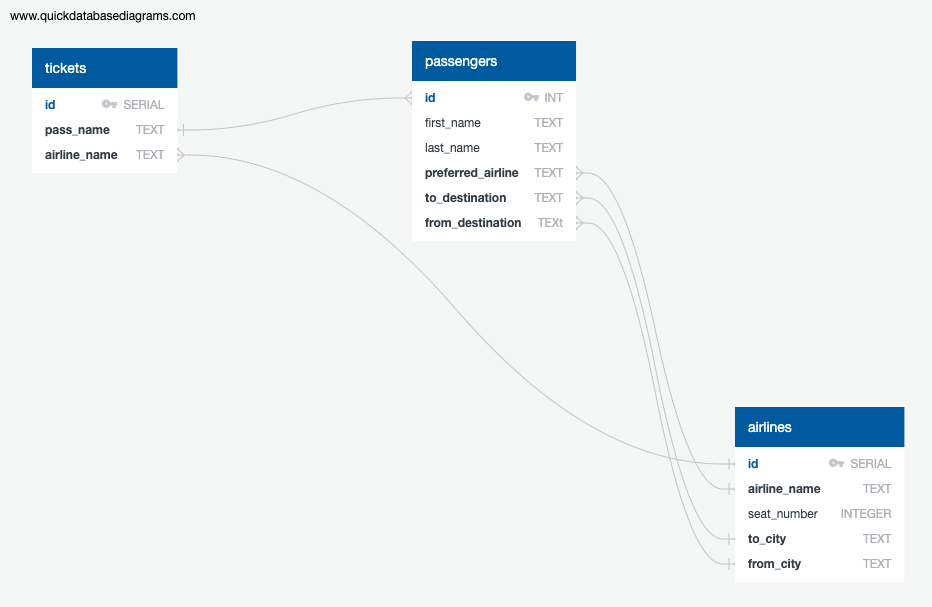 www.quickdatabasediagrams.com
tickets
id SERIAL
pass_name TEXT
airline_name TEXT
passengers
id INT
first_name TEXT
last_name TEXT
preferred_airline TEXT
to_destination TEXT
from_destination TEXt
airlines
id SERIAL
airline_name TEXT
seat_number INTEGER
to_city TEXT
from_city TEXT